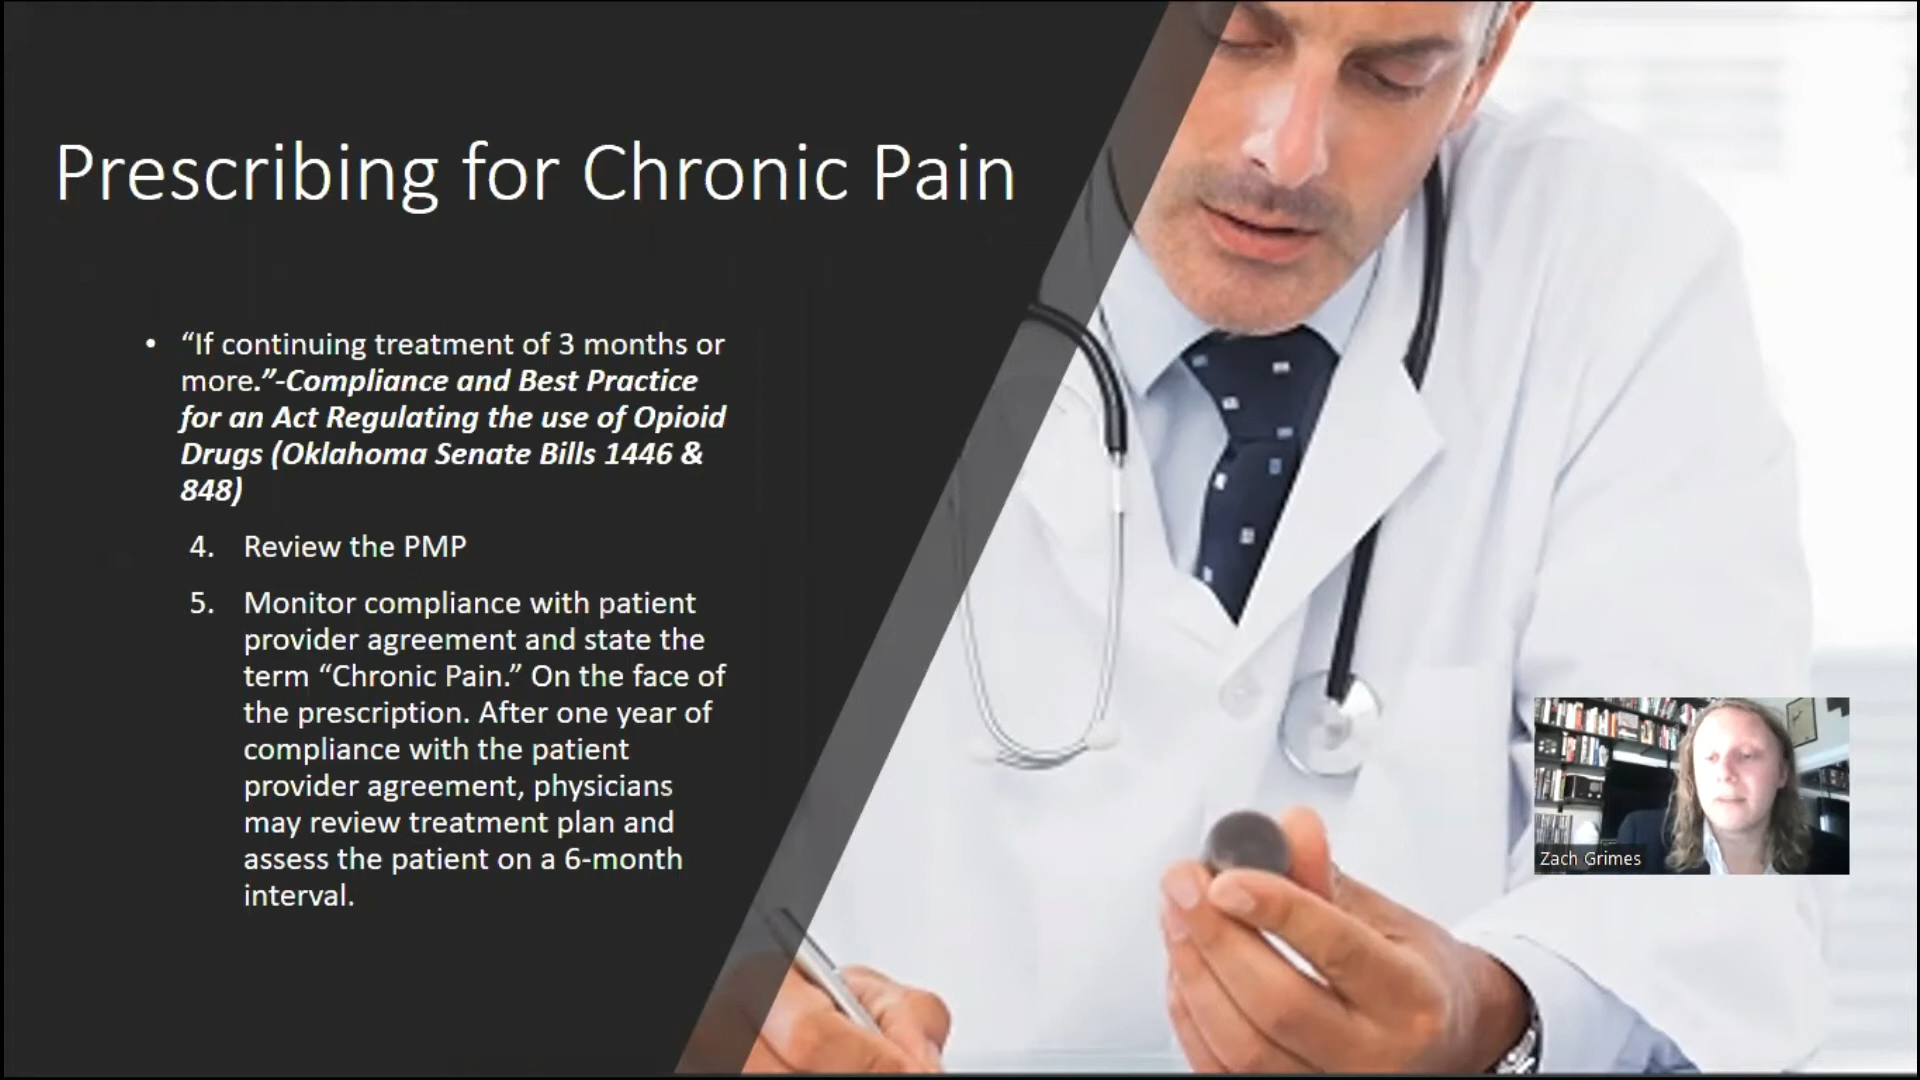 Prescribing for Chronic Pain
• “If continuing treatment of 3 months or
more.”-Compliance and Best Practice
for an Act Regulating the use of Opioid
Drugs (Oklahoma Senate Bills 1446 &
848)
4. Review the PMP
5. Monitor compliance with patient
provider agreement and state the
term “Chronic Pain.” On the face of
the prescription. After one year of
compliance with the patient
provider agreement, physicians
may review treatment plan and
assess the patient on a 6-month
interval.
Zach Grimes